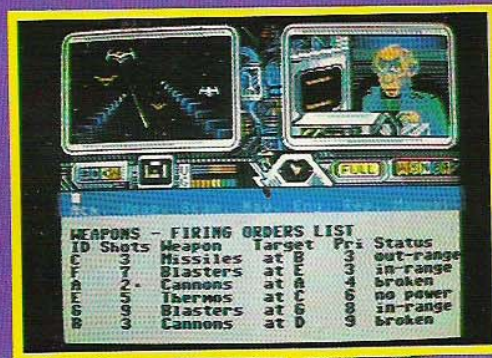 FULL
WEAPONS - FIRING ORDERS LIST
ID Shots Weapon Target Pri Status
C 3 Missiles at B 3 out-range
F 7 Blasters at E 3 in-range
A 2 Cannons at A 4 broken
E 5 Thermos at C 6 no power
G 9 Blasters at G 8 in-range
B 3 Cannons at D 9 broken